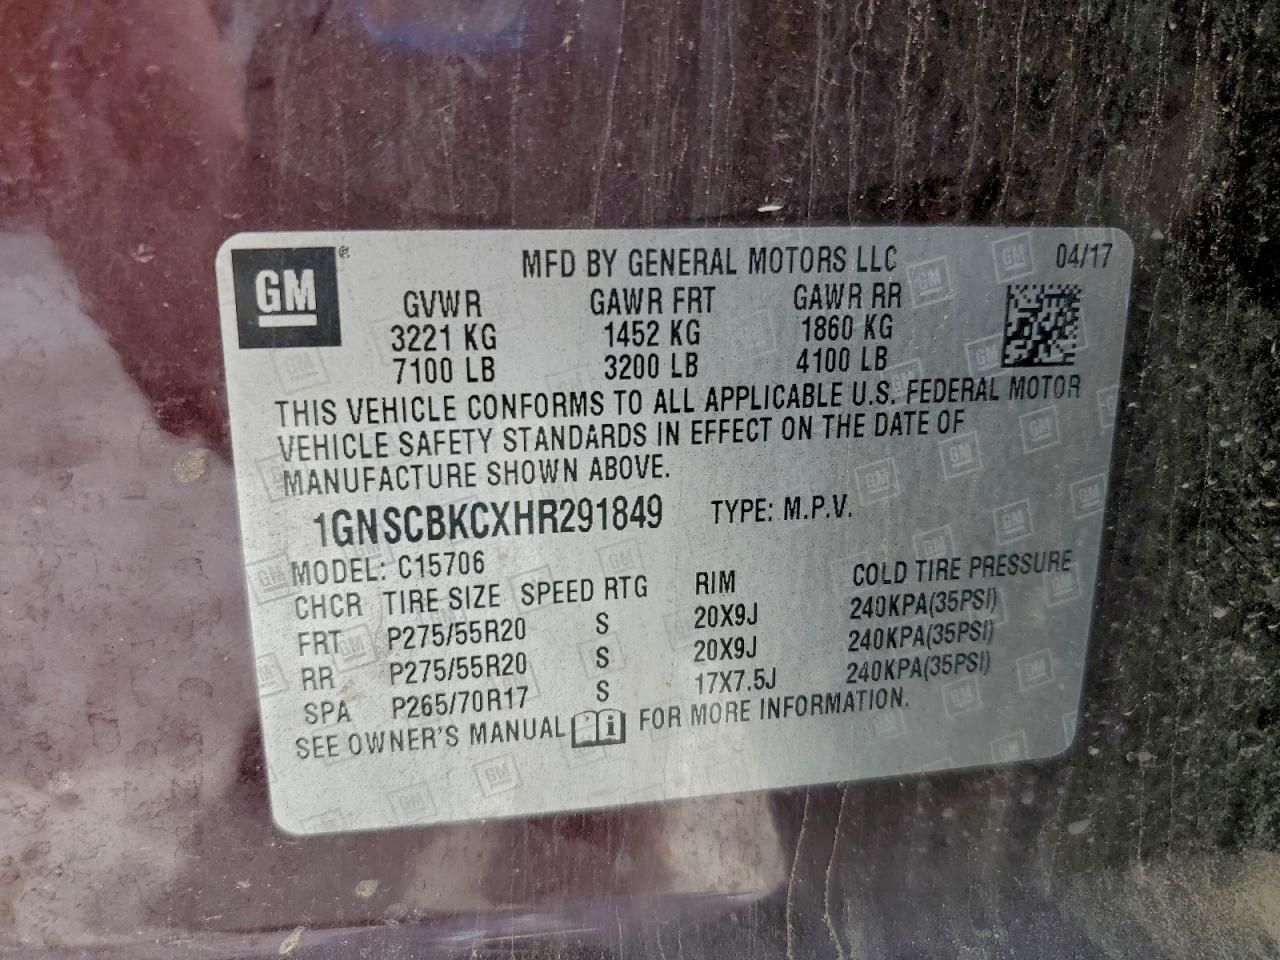 GM ®
MFD BY GENERAL MOTORS LLC 04/17
GVWR GAWR FRT GAWR RR
3221 KG 1452 KG 1860 KG
7100 LB 3200 LB 4100 LB
THIS VEHICLE CONFORMS TO ALL APPLICABLE U.S. FEDERAL MOTOR
VEHICLE SAFETY STANDARDS IN EFFECT ON THE DATE OF
MANUFACTURE SHOWN ABOVE.
1GNSCBKCXHR291849 TYPE: M.P.V.
MODEL: C15706
CHCR TIRE SIZE SPEED RTG RIM COLD TIRE PRESSURE
FRT P275/55R20 S 20X9J 240KPA(35PSI)
RR P275/55R20 S 20X9J 240KPA(35PSI)
SPA P265/70R17 S 17X7.5J 240KPA(35PSI)
SEE OWNER'S MANUAL i FOR MORE INFORMATION.